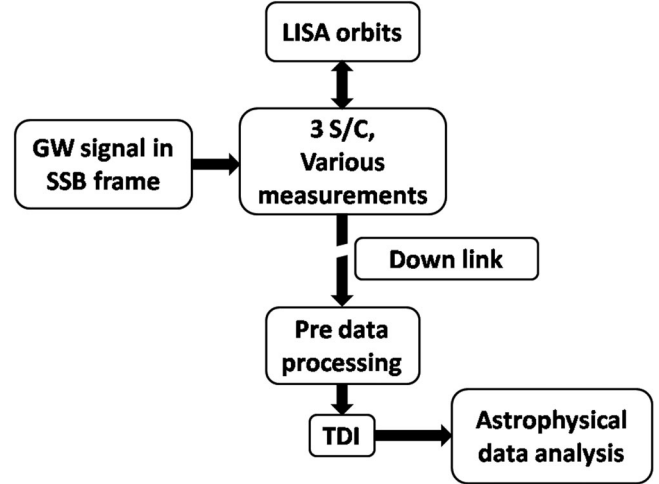 LISA orbits
GW signal in
SSB frame
3 S/C,
Various
measurements
Down link
Pre data
processing
TDI
Astrophysical
data analysis